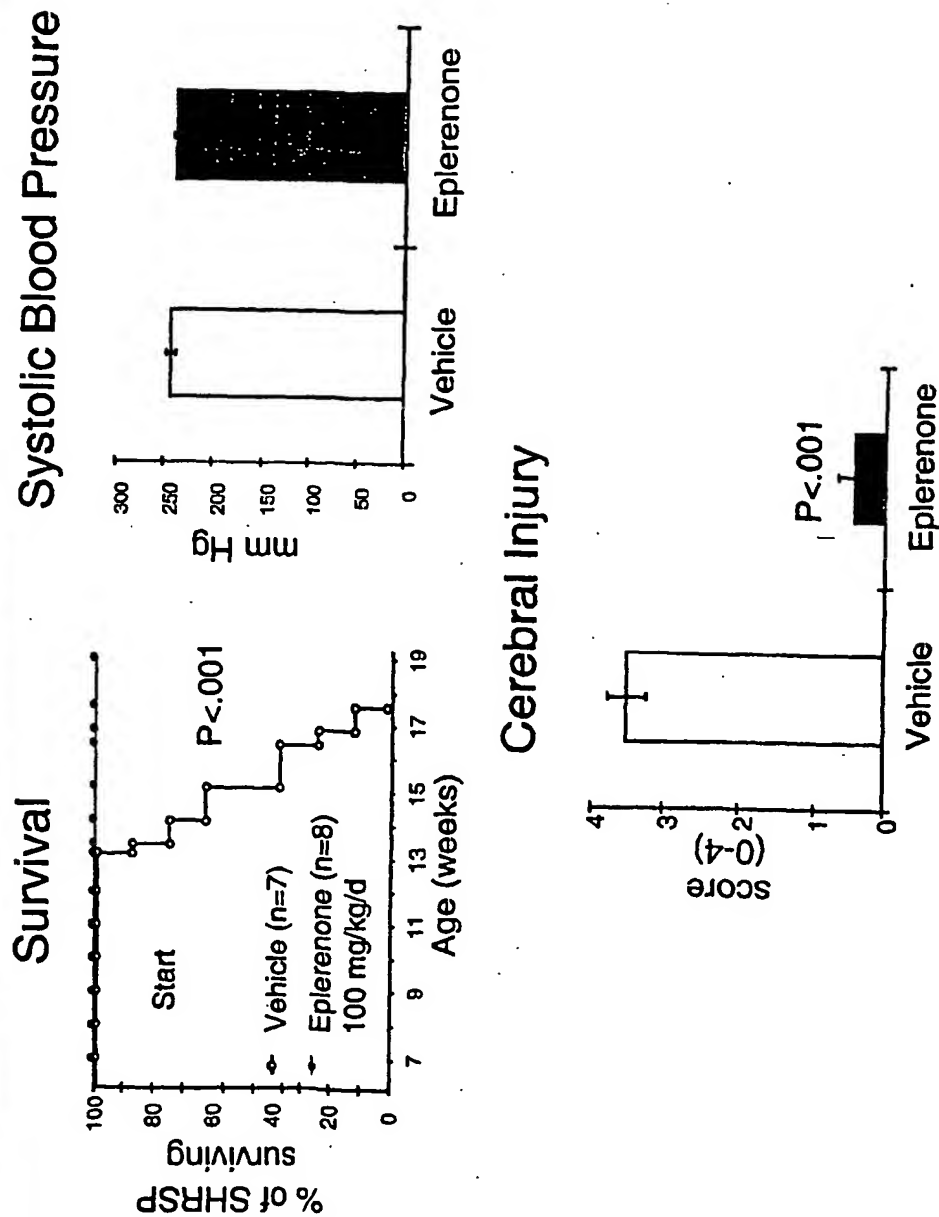 Survival
% of SHRSP
surviving
100
80
60
40
20
0
Start
P<.001
Vehicle (n=7)
Eplerenone (n=8)
100 mg/kg/d
7 9 11 13 15 17 19
Age (weeks)
Systolic Blood Pressure
mm Hg
300
250
200
150
100
50
0
Vehicle Eplerenone
Cerebral Injury
score
(0-4)
4
3
2
1
0
P<.001
Vehicle Eplerenone